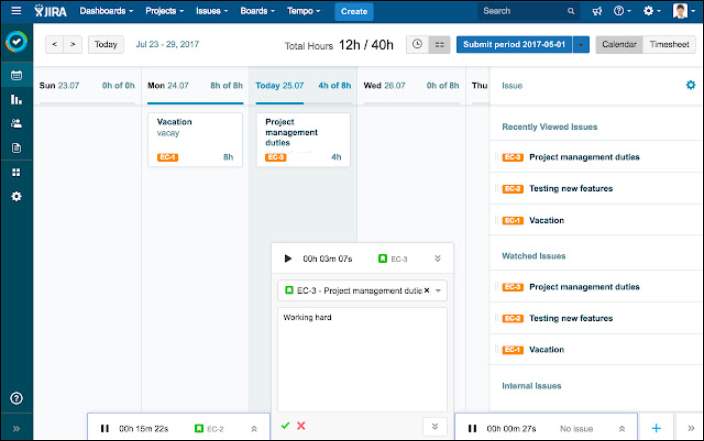 JIRA Dashboards Projects Issues Boards Tempo Create Search
Today Jul 23 - 29, 2017 Total Hours 12h / 40h Submit period 2017-05-01 Calendar Timesheet
Sun 23.07 0h of 0h Mon 24.07 8h of 8h Today 25.07 4h of 8h Wed 26.07 0h of 8h Thu
Issue
Vacation
vacay
EC-1 8h
Project
management
duties
EC-3 4h
Recently Viewed Issues
EC-3 Project management duties
EC-2 Testing new features
EC-1 Vacation
Watched Issues
EC-3 Project management duties
EC-2 Testing new features
EC-1 Vacation
Internal Issues
00h 03m 07s EC-3
EC-3 - Project management dutie
Working hard
00h 15m 22s EC-2
00h 00m 27s No issue